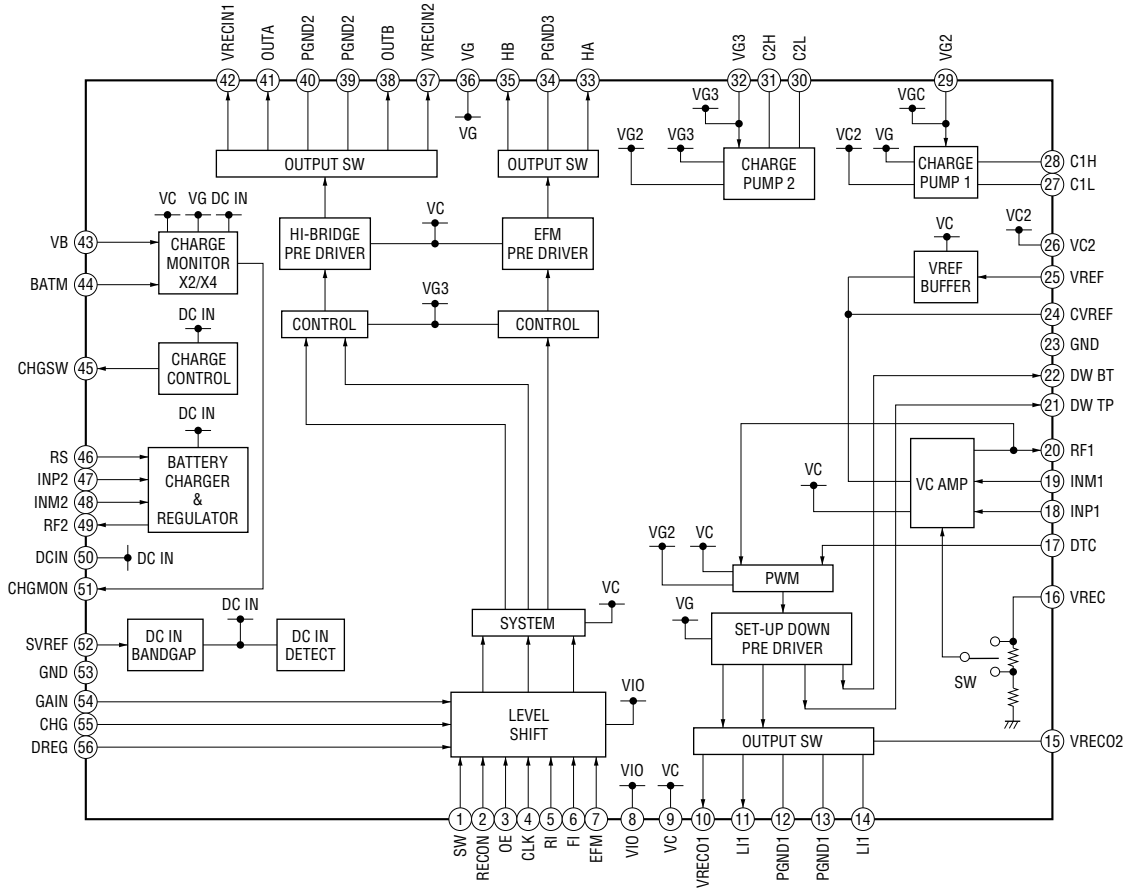 VRECIN1
OUTA
PGND2
PGND2
OUTB
VRECIN2
VG
HB
PGND3
HA
VG3
C2H
C2L
VG2
42
41
40
39
38
37
36
35
34
33
32
31
30
29
VG
VG3
VGC
VG2
VG3
VC2
VG
OUTPUT SW
OUTPUT SW
CHARGE
PUMP 2
CHARGE
PUMP 1
28 C1H
27 C1L
VC
VG
DC IN
VB 43
BATM 44
CHARGE
MONITOR
X2/X4
HI-BRIDGE
PRE DRIVER
VC
EFM
PRE DRIVER
VC
VC2
26 VC2
VREF
BUFFER
25 VREF
VG3
CONTROL
CONTROL
24 CVREF
23 GND
DC IN
CHGSW 45
CHARGE
CONTROL
22 DW BT
21 DW TP
DC IN
RS 46
INP2 47
INM2 48
RF2 49
BATTERY
CHARGER
&
REGULATOR
20 RF1
VC AMP
VC
19 INM1
18 INP1
DCIN 50
DC IN
17 DTC
VG2
VC
PWM
CHGMON 51
16 VREC
VC
SYSTEM
VG
SET-UP DOWN
PRE DRIVER
DC IN
SVREF 52
DC IN
BANDGAP
DC IN
DETECT
GND 53
SW
GAIN 54
CHG 55
DREG 56
LEVEL
SHIFT
VIO
OUTPUT SW
15 VRECO2
VIO
VC
1
2
3
4
5
6
7
8
9
10
11
12
13
14
SW
RECON
OE
CLK
RI
FI
EFM
VIO
VC
VRECO1
LI1
PGND1
PGND1
LI1